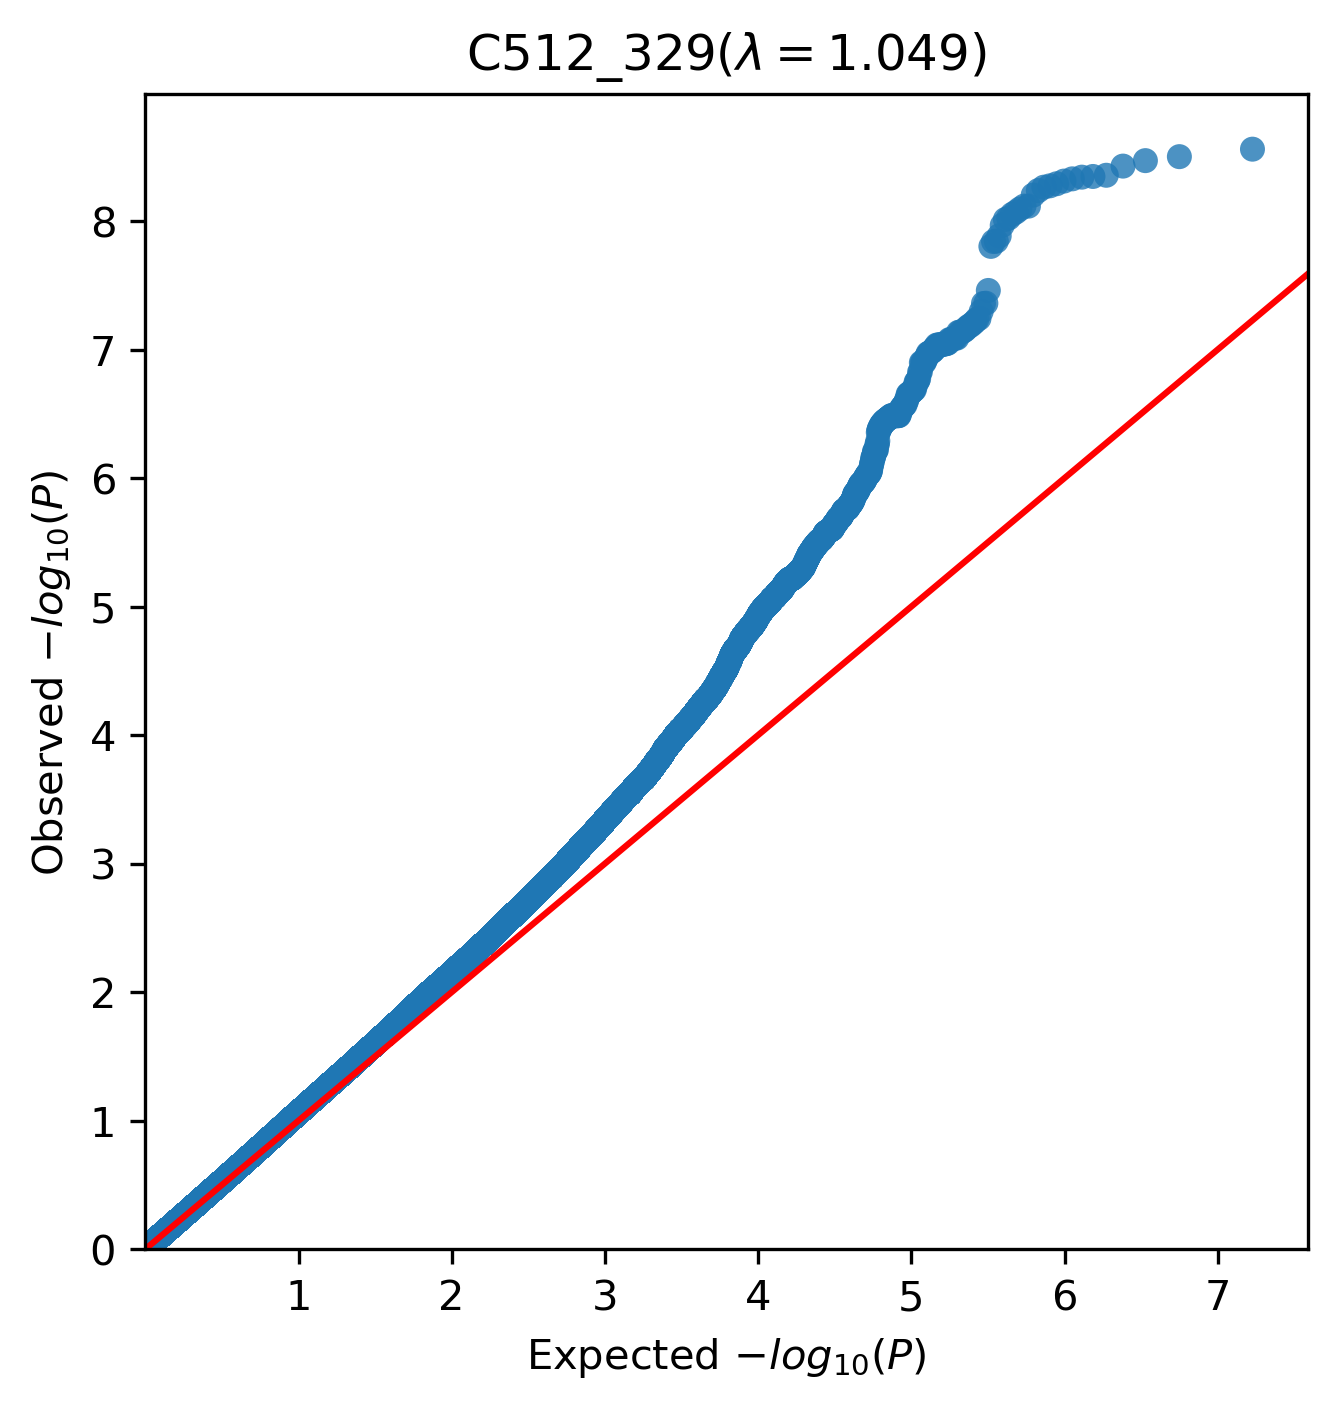 C512_329(λ = 1.049)
Observed −log₁₀(P)
8
7
6
5
4
3
2
1
0
1 2 3 4 5 6 7
Expected −log₁₀(P)